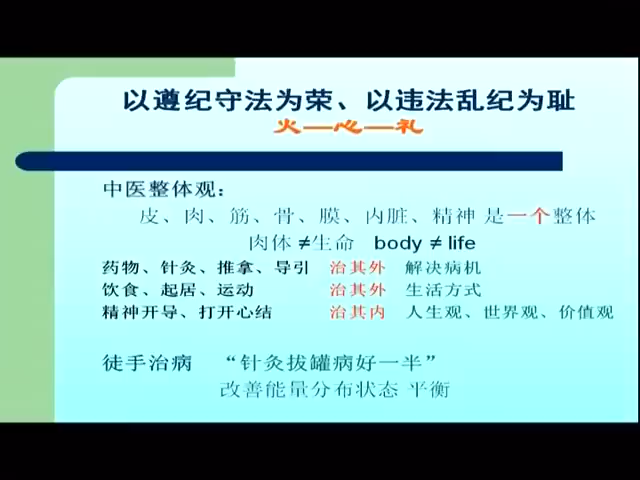 以遵纪守法为荣、以违法乱纪为耻
火—心—礼
中医整体观：
皮、肉、筋、骨、膜、内脏、精神 是一个整体
肉体 ≠生命 body ≠ life
药物、针灸、推拿、导引 治其外 解决病机
饮食、起居、运动 治其外 生活方式
精神开导、打开心结 治其内 人生观、世界观、价值观
徒手治病 “针灸拔罐病好一半”
改善能量分布状态 平衡